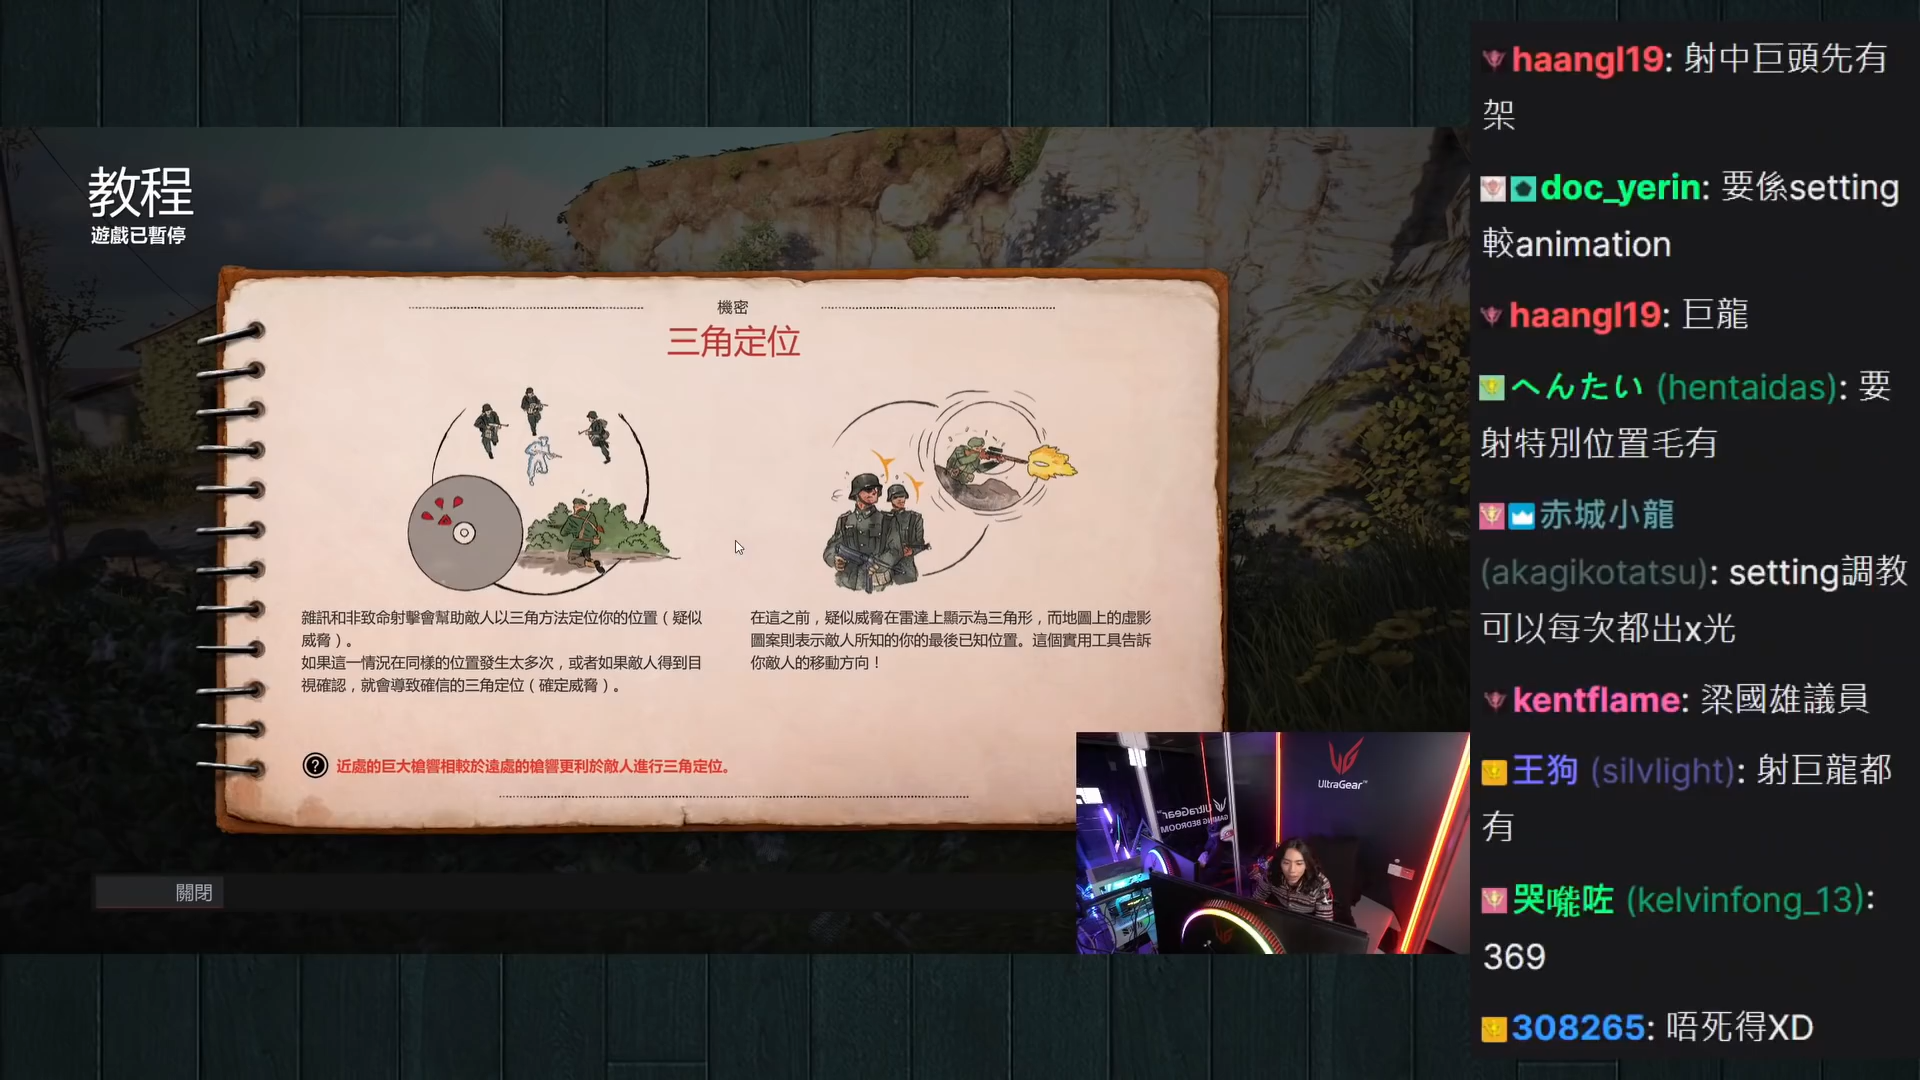 教程
遊戲已暫停
機密
三角定位
雜訊和非致命射擊會幫助敵人以三角方法定位你的位置（疑似
威脅）。
如果這一情況在同樣的位置發生太多次，或者如果敵人得到目
視確認，就會導致確信的三角定位（確定威脅）。
在這之前，疑似威脅在雷達上顯示為三角形，而地圖上的虛影
圖案則表示敵人所知的你的最後已知位置。這個實用工具告訴
你敵人的移動方向！
? 近處的巨大槍響相較於遠處的槍響更利於敵人進行三角定位。
關閉
UltraGear™
UltraGear™
GAMING BEDROOM
haangl19: 射中巨頭先有
架
doc_yerin: 要係setting
較animation
haangl19: 巨龍
へんたい (hentaidas): 要
射特別位置毛有
赤城小龍
(akagikotatsu): setting調教
可以每次都出x光
kentflame: 梁國雄議員
王狗 (silvlight): 射巨龍都
有
哭嚨咗 (kelvinfong_13):
369
308265: 唔死得XD